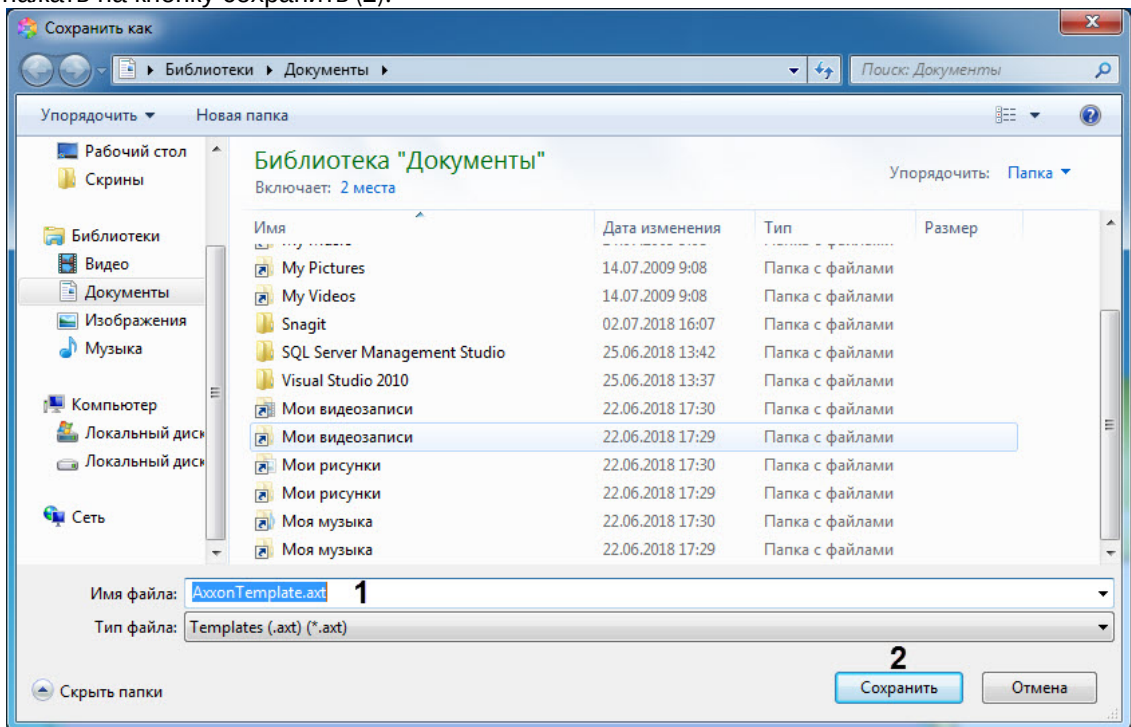 нажать на кнопку сохранить (2).
Сохранить как
Библиотеки Документы
Поиск: Документы
Упорядочить Новая папка
Рабочий стол
Скрины
Библиотеки
Видео
Документы
Изображения
Музыка
Компьютер
Локальный диск
Локальный диск
Сеть
Библиотека "Документы"
Включает: 2 места
Упорядочить: Папка
Имя Дата изменения Тип Размер
My Pictures 14.07.2009 9:08 Папка с файлами
My Videos 14.07.2009 9:08 Папка с файлами
Snagit 02.07.2018 16:07 Папка с файлами
SQL Server Management Studio 25.06.2018 13:42 Папка с файлами
Visual Studio 2010 25.06.2018 13:37 Папка с файлами
Мои видеозаписи 22.06.2018 17:30 Папка с файлами
Мои видеозаписи 22.06.2018 17:29 Папка с файлами
Мои рисунки 22.06.2018 17:30 Папка с файлами
Мои рисунки 22.06.2018 17:29 Папка с файлами
Моя музыка 22.06.2018 17:30 Папка с файлами
Моя музыка 22.06.2018 17:29 Папка с файлами
Имя файла: AxxonTemplate.axt 1
Тип файла: Templates (.axt) (*.axt)
2
Скрыть папки Сохранить Отмена